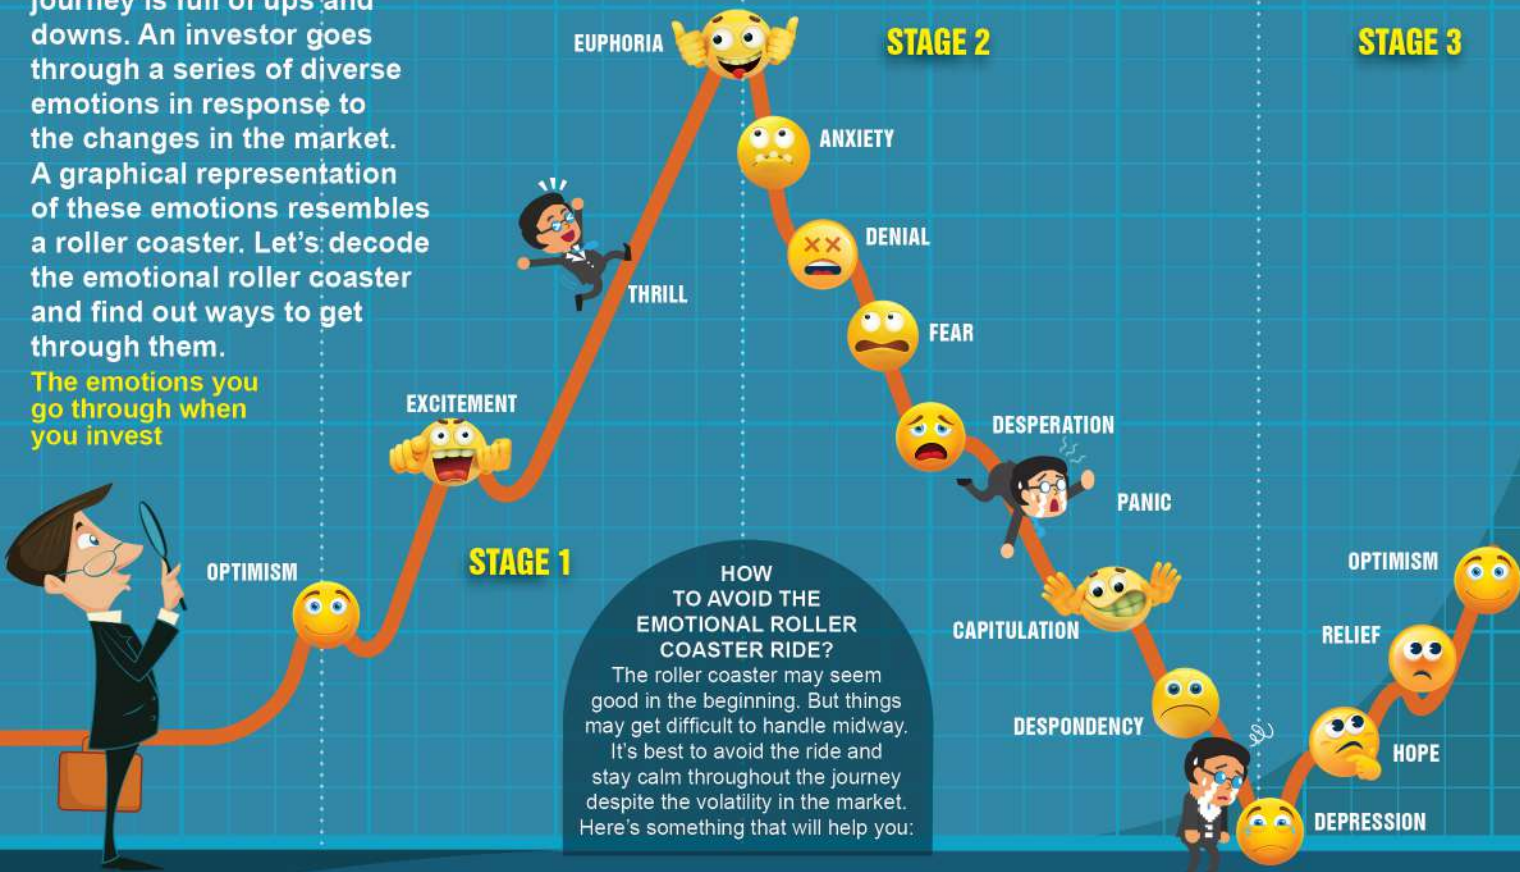 journey is full of ups and
downs. An investor goes
through a series of diverse
emotions in response to
the changes in the market.
A graphical representation
of these emotions resembles
a roller coaster. Let's decode
the emotional roller coaster
and find out ways to get
through them.
The emotions you
go through when
you invest
OPTIMISM
EXCITEMENT
THRILL
EUPHORIA
STAGE 1
STAGE 2
ANXIETY
DENIAL
FEAR
DESPERATION
PANIC
CAPITULATION
DESPONDENCY
DEPRESSION
STAGE 3
HOPE
RELIEF
OPTIMISM
HOW
TO AVOID THE
EMOTIONAL ROLLER
COASTER RIDE?
The roller coaster may seem
good in the beginning. But things
may get difficult to handle midway.
It's best to avoid the ride and
stay calm throughout the journey
despite the volatility in the market.
Here's something that will help you: